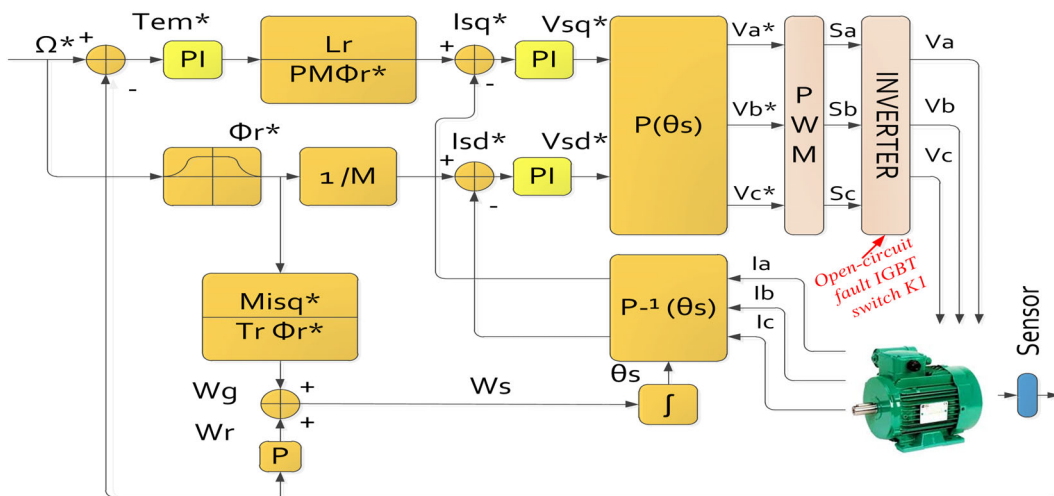 Ω*
+
-
Tem*
PI
Lr
PMΦr*
Isq*
+
-
Vsq*
PI
P(θs)
Va*
Vb*
Vc*
PWM
Sa
Sb
Sc
INVERTER
Va
Vb
Vc
Φr*
1 /M
Isd*
+
-
Vsd*
PI
Open-circuit
fault IGBT
switch K1
Misq*
Tr Φr*
P-¹ (θs)
Ia
Ib
Ic
Sensor
Wg
+
Wr
+
Ws
θs
∫
P